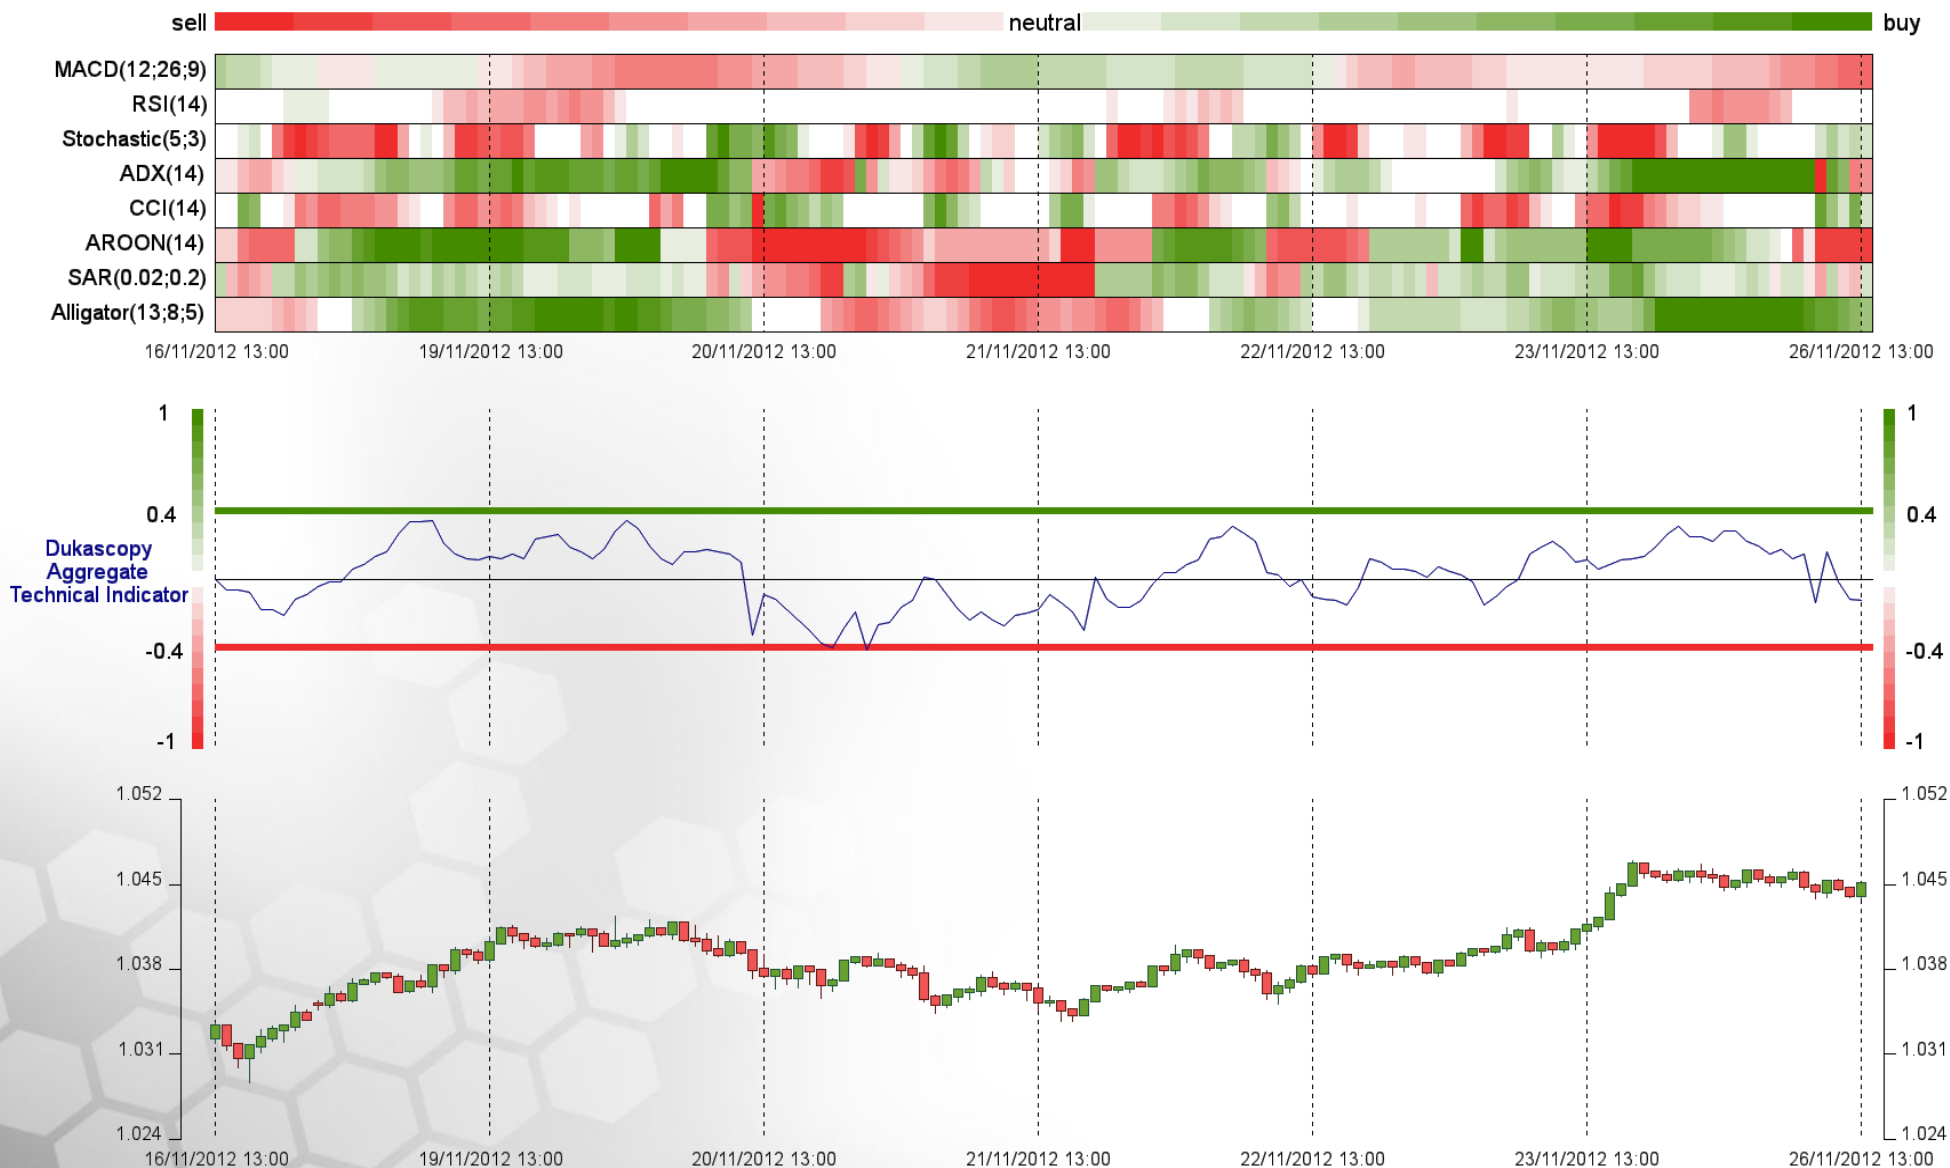 sell neutral buy
MACD(12;26;9)
RSI(14)
Stochastic(5;3)
ADX(14)
CCI(14)
AROON(14)
SAR(0.02;0.2)
Alligator(13;8;5)
16/11/2012 13:00 19/11/2012 13:00 20/11/2012 13:00 21/11/2012 13:00 22/11/2012 13:00 23/11/2012 13:00 26/11/2012 13:00
1 1
0.4 0.4
Dukascopy
Aggregate
Technical Indicator
-0.4 -0.4
-1 -1
1.052 1.052
1.045 1.045
1.038 1.038
1.031 1.031
1.024 1.024
16/11/2012 13:00 19/11/2012 13:00 20/11/2012 13:00 21/11/2012 13:00 22/11/2012 13:00 23/11/2012 13:00 26/11/2012 13:00